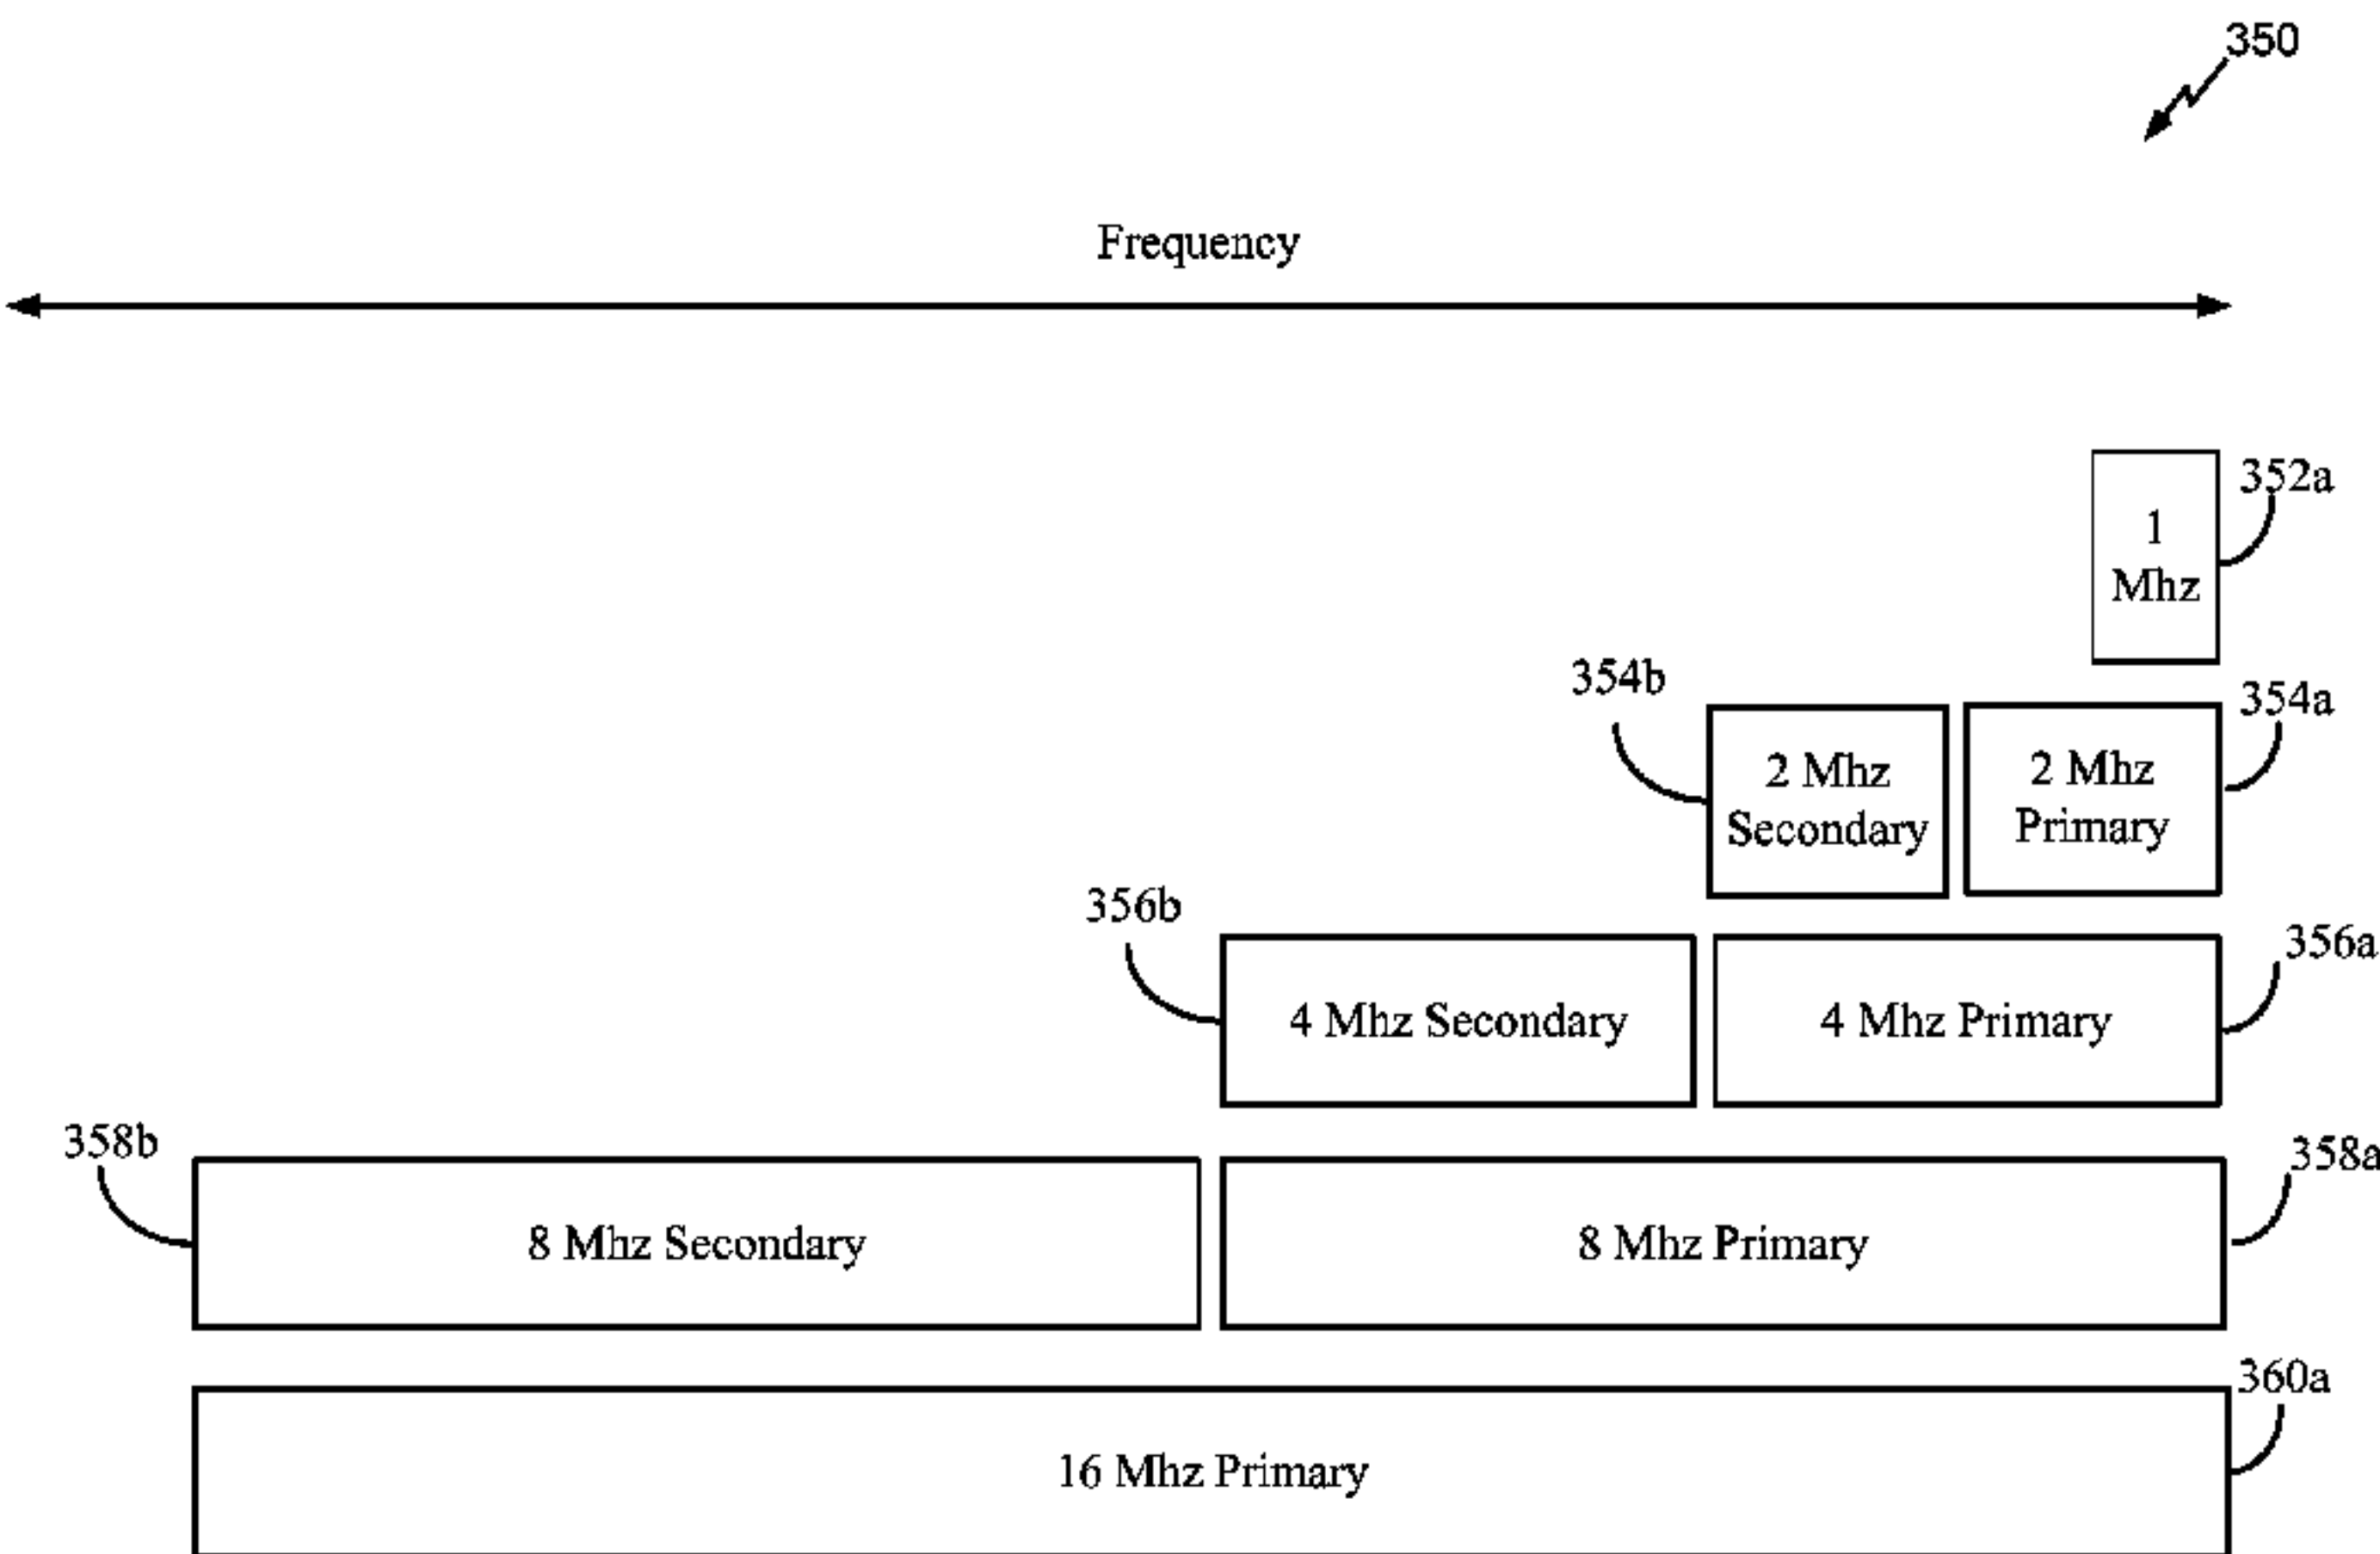 350
Frequency
352a
1
Mhz
354b
354a
2 Mhz
Secondary
2 Mhz
Primary
356b
356a
4 Mhz Secondary
4 Mhz Primary
358b
358a
8 Mhz Secondary
8 Mhz Primary
360a
16 Mhz Primary